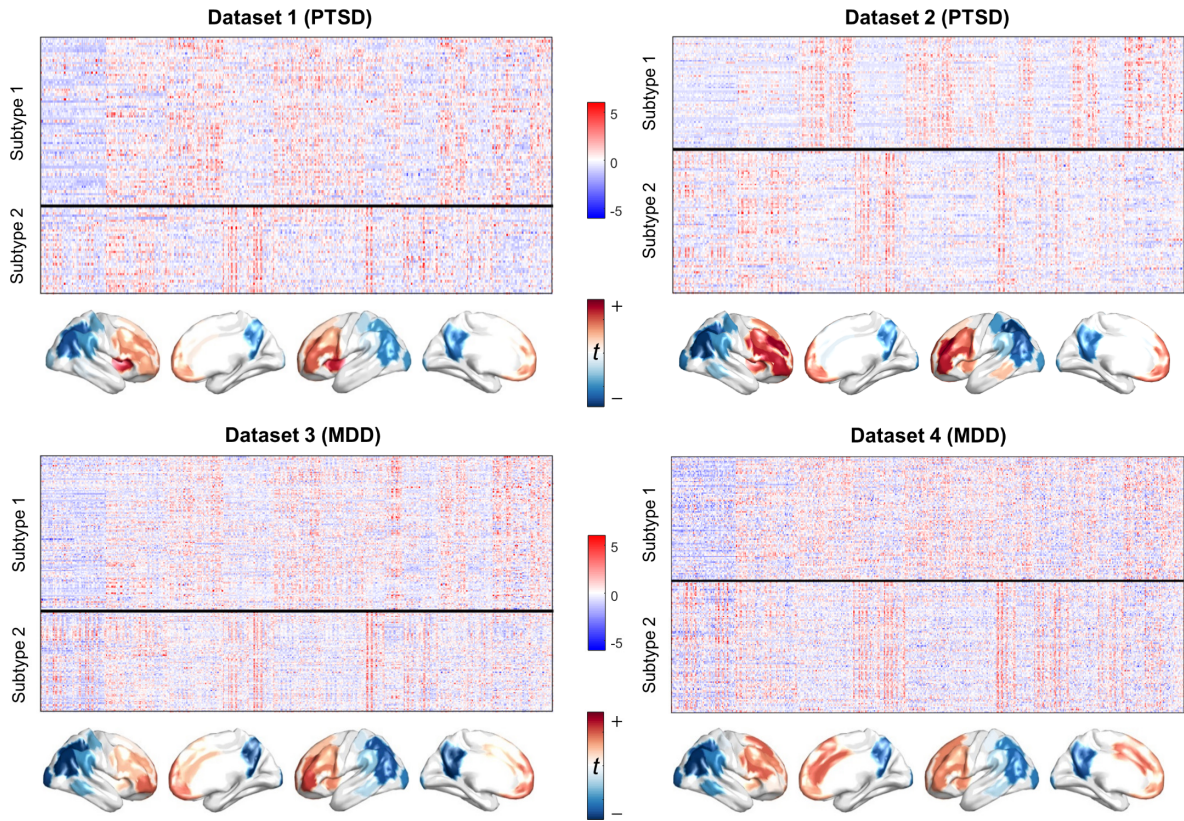 Dataset 1 (PTSD)
Dataset 2 (PTSD)
Subtype 1
Subtype 2
5
0
-5
Subtype 1
Subtype 2
+
t
−
Dataset 3 (MDD)
Dataset 4 (MDD)
Subtype 1
Subtype 2
5
0
-5
Subtype 1
Subtype 2
+
t
−